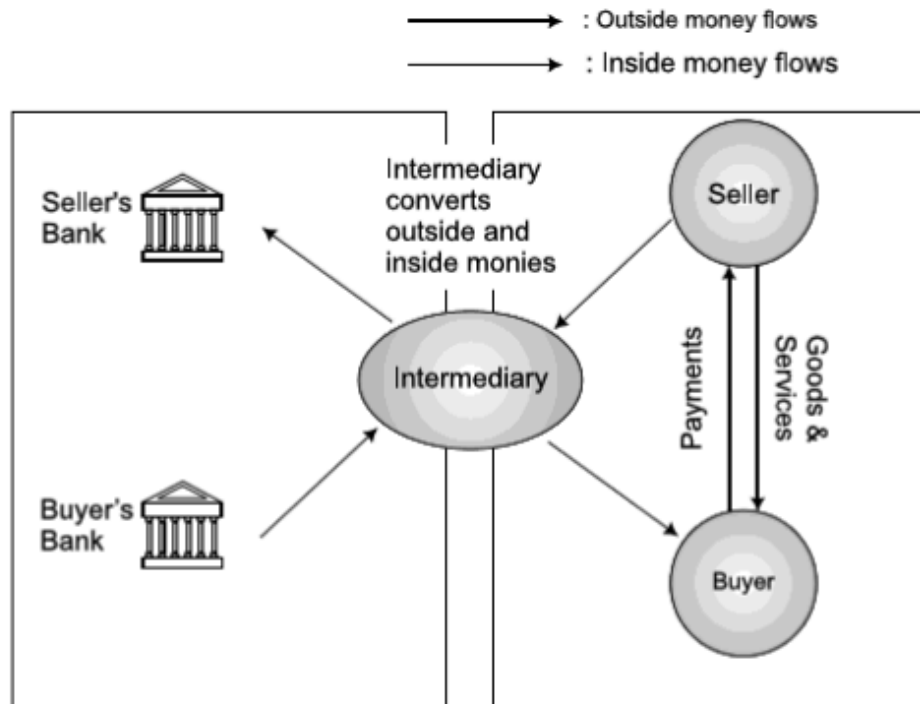 : Outside money flows
: Inside money flows
Intermediary
converts
outside and
inside monies
Seller's
Bank
Seller
Intermediary
Payments
Goods &
Services
Buyer's
Bank
Buyer